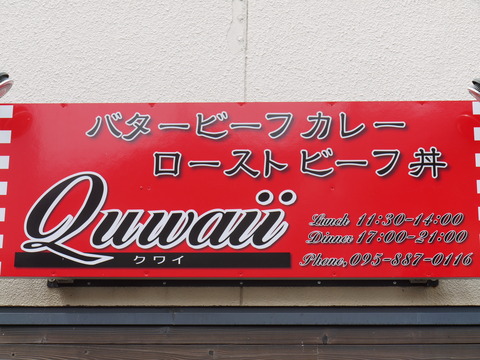 バタービーフカレー
ローストビーフ丼
Quwaii
クワイ
Lunch 11:30-14:00
Dinner 17:00-21:00
Phone, 095-887-0116